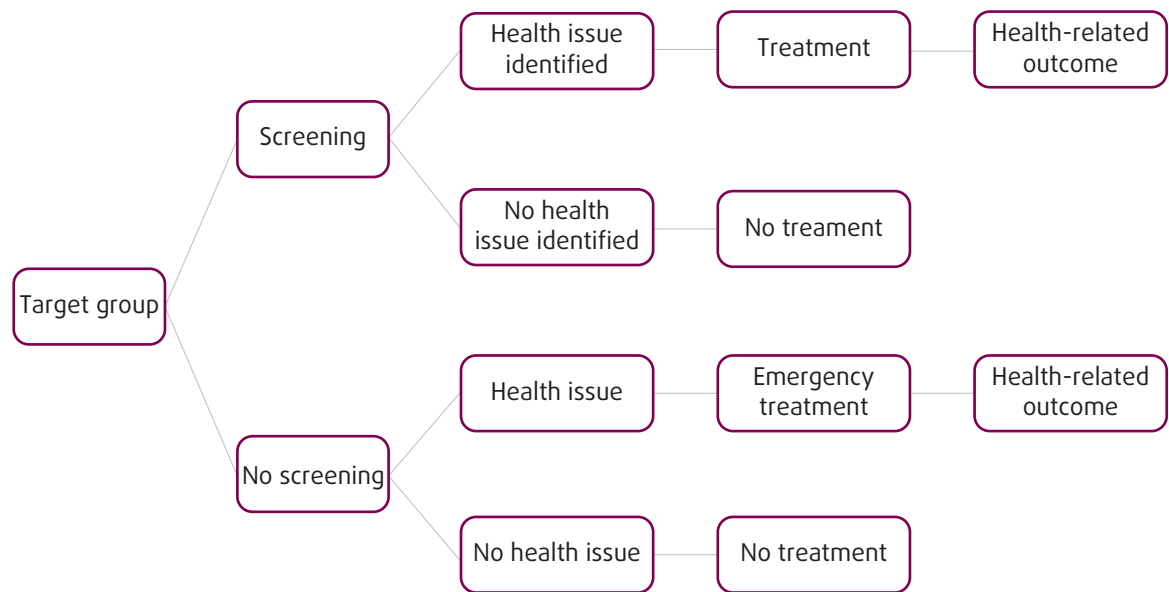 Health issue
identified
Treatment
Health-related
outcome
Screening
No health
issue identified
No treament
Target group
Health issue
Emergency
treatment
Health-related
outcome
No screening
No health issue
No treatment